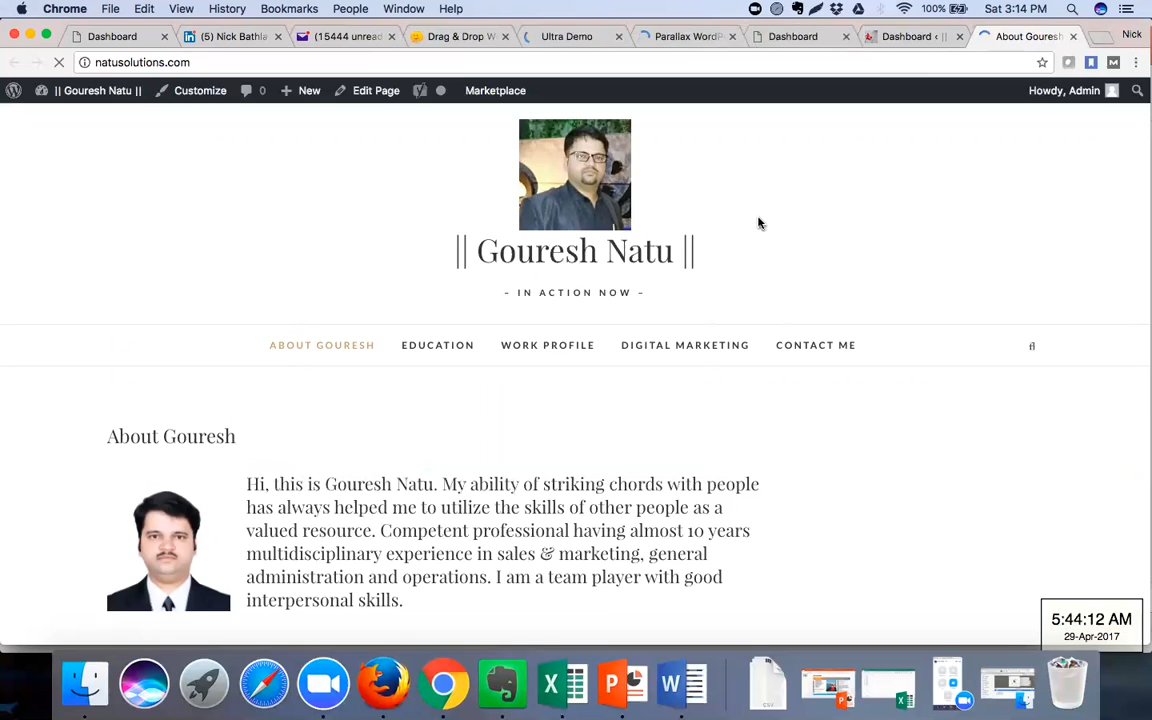 Chrome File Edit View History Bookmarks People Window Help 100% Sat 3:14 PM
Dashboard (5) Nick Bathla (15444 unread Drag & Drop W Ultra Demo Parallax WordP Dashboard Dashboard ‹ || About Gouresh Nick
natusolutions.com
|| Gouresh Natu || Customize 0 New Edit Page Marketplace Howdy, Admin
|| Gouresh Natu ||
– IN ACTION NOW –
ABOUT GOURESH EDUCATION WORK PROFILE DIGITAL MARKETING CONTACT ME
About Gouresh
Hi, this is Gouresh Natu. My ability of striking chords with people
has always helped me to utilize the skills of other people as a
valued resource. Competent professional having almost 10 years
multidisciplinary experience in sales & marketing, general
administration and operations. I am a team player with good
interpersonal skills.
5:44:12 AM
29-Apr-2017
CSV